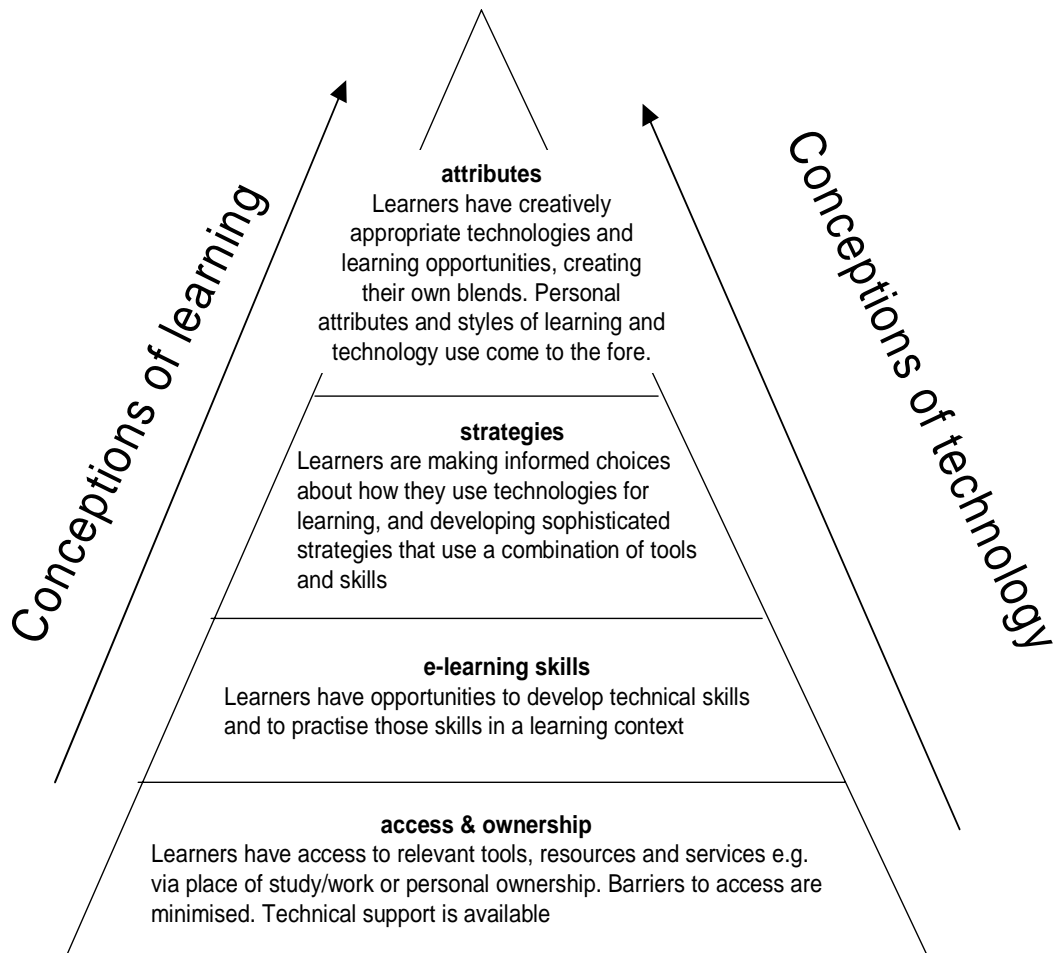 Conceptions of learning
Conceptions of technology
attributes
Learners have creatively
appropriate technologies and
learning opportunities, creating
their own blends. Personal
attributes and styles of learning and
technology use come to the fore.
strategies
Learners are making informed choices
about how they use technologies for
learning, and developing sophisticated
strategies that use a combination of tools
and skills
e-learning skills
Learners have opportunities to develop technical skills
and to practise those skills in a learning context
access & ownership
Learners have access to relevant tools, resources and services e.g.
via place of study/work or personal ownership. Barriers to access are
minimised. Technical support is available